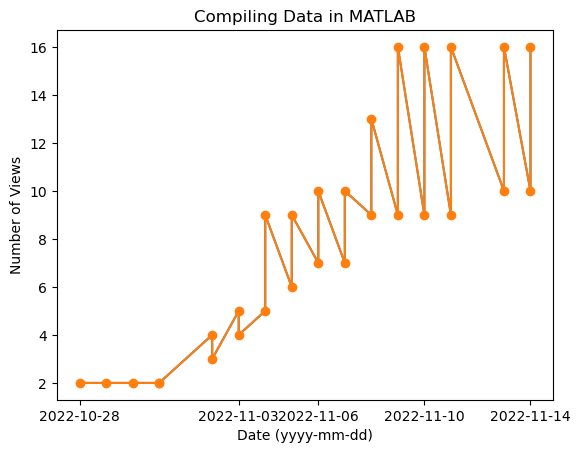 Compiling Data in MATLAB
16
14
12
10
8
6
4
2
Number of Views
2022-10-28 2022-11-03 2022-11-06 2022-11-10 2022-11-14
Date (yyyy-mm-dd)